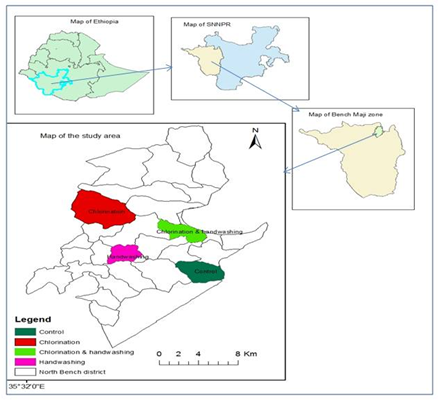 Map of Ethiopia
Map of SNNPR
Map of Bench Maji zone
Map of the study area
N
Chlorination
Chlorination & handwashing
Handwashing
Control
Legend
Control
Chlorination
Chlorination & handwashing
Handwashing
North Bench district
0 2 4 8 Km
35°32'0"E